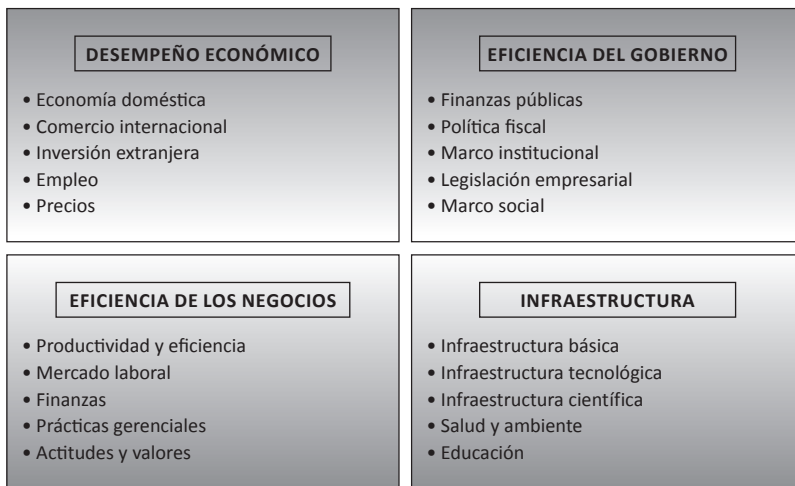 DESEMPEÑO ECONÓMICO
• Economía doméstica
• Comercio internacional
• Inversión extranjera
• Empleo
• Precios
EFICIENCIA DEL GOBIERNO
• Finanzas públicas
• Política fiscal
• Marco institucional
• Legislación empresarial
• Marco social
EFICIENCIA DE LOS NEGOCIOS
• Productividad y eficiencia
• Mercado laboral
• Finanzas
• Prácticas gerenciales
• Actitudes y valores
INFRAESTRUCTURA
• Infraestructura básica
• Infraestructura tecnológica
• Infraestructura científica
• Salud y ambiente
• Educación